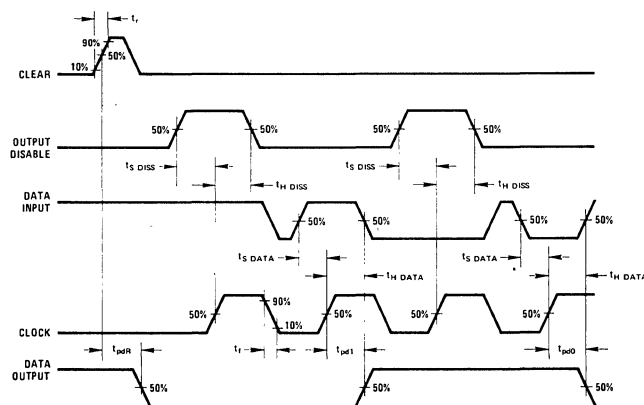 t_r
90%
50%
10%
CLEAR
50%
50%
50%
50%
OUTPUT
DISABLE
t_S DISS
t_S DISS
t_H DISS
t_H DISS
DATA
INPUT
50%
50%
50%
50%
t_S DATA
t_S DATA
t_H DATA
t_H DATA
90%
50%
10%
50%
50%
50%
CLOCK
t_pdR
t_f
t_pd1
t_pd0
DATA
OUTPUT
50%
50%
50%